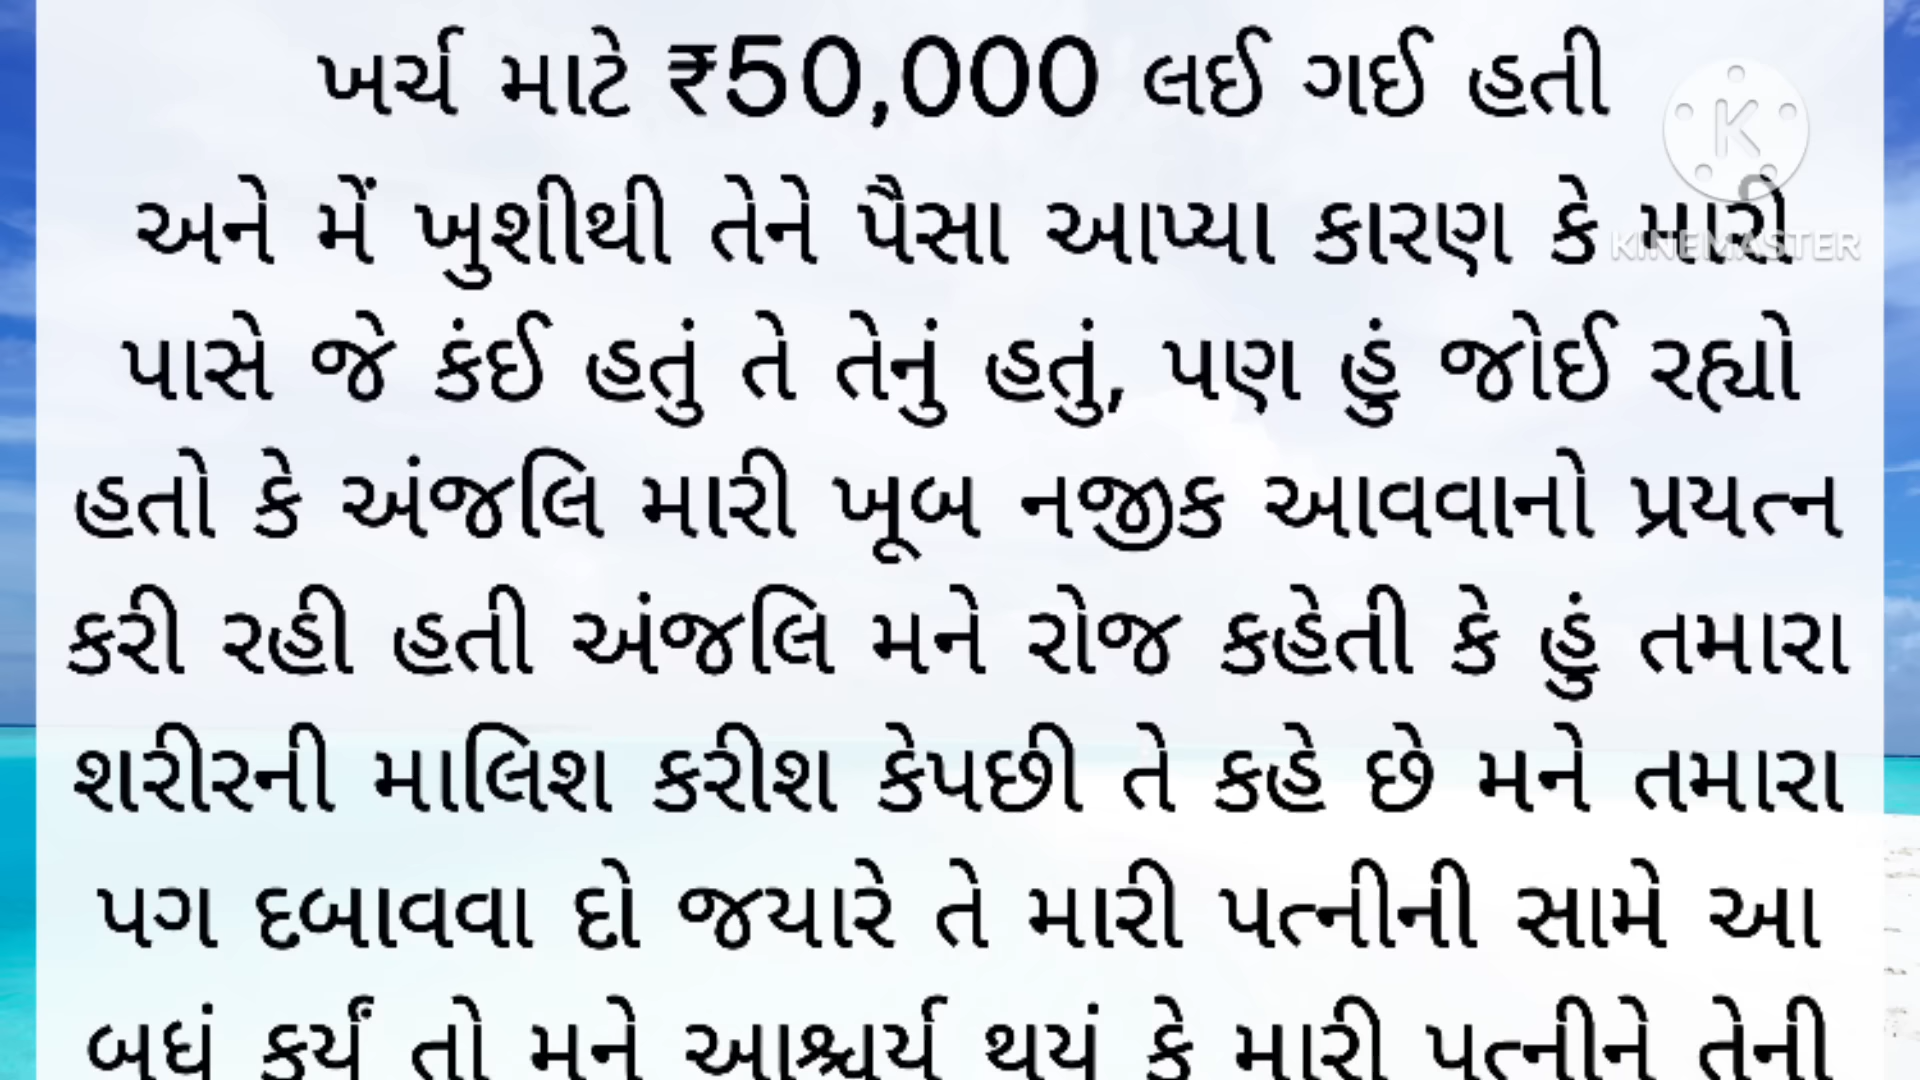 ખર્ચ માટે ₹50,000 લઈ ગઈ હતી
અને મેં ખુશીથી તેને પૈસા આપ્યા કારણ કે મારી
પાસે જે કંઈ હતું તે તેનું હતું, પણ હું જોઈ રહ્યો
હતો કે અંજલિ મારી ખૂબ નજીક આવવાનો પ્રયત્ન
કરી રહી હતી અંજલિ મને રોજ કહેતી કે હું તમારા
શરીરની માલિશ કરીશ કેપછી તે કહે છે મને તમારા
પગ દબાવવા દો જયારે તે મારી પત્નીની સામે આ
બધું કર્યું તો મને આશ્ચર્ય થયું કે મારી પત્નીને તેની
K
KINEMASTER